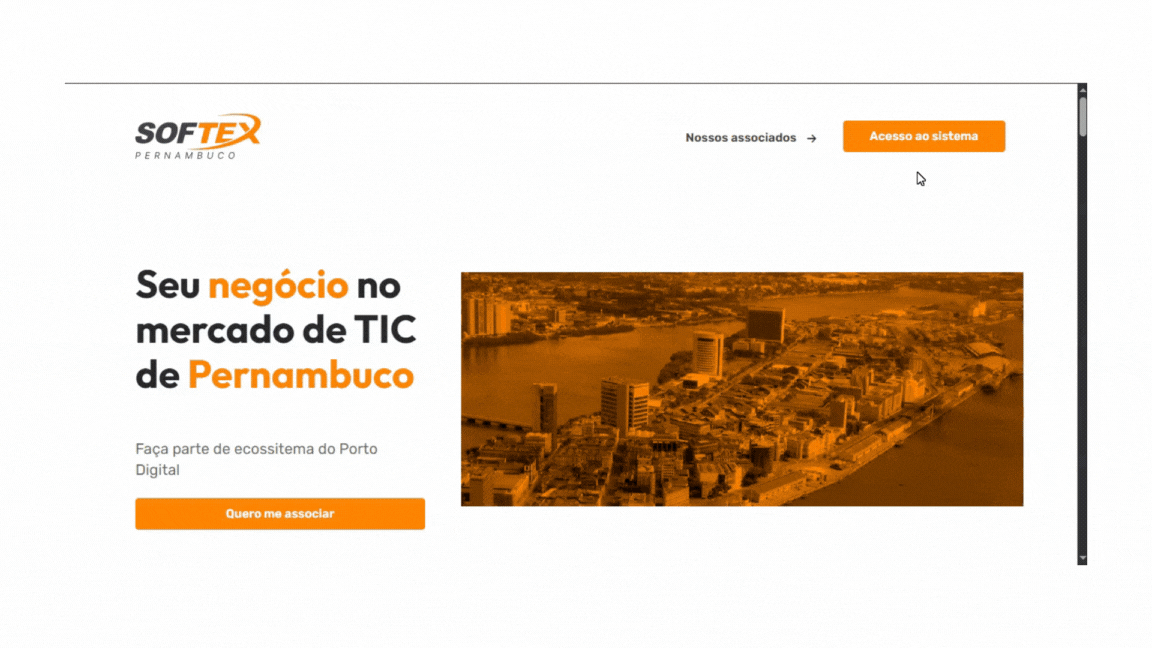 SOFTEX
PERNAMBUCO
Nossos associados →
Acesso ao sistema
Seu negócio no
mercado de TIC
de Pernambuco
Faça parte de ecossitema do Porto
Digital
Quero me associar